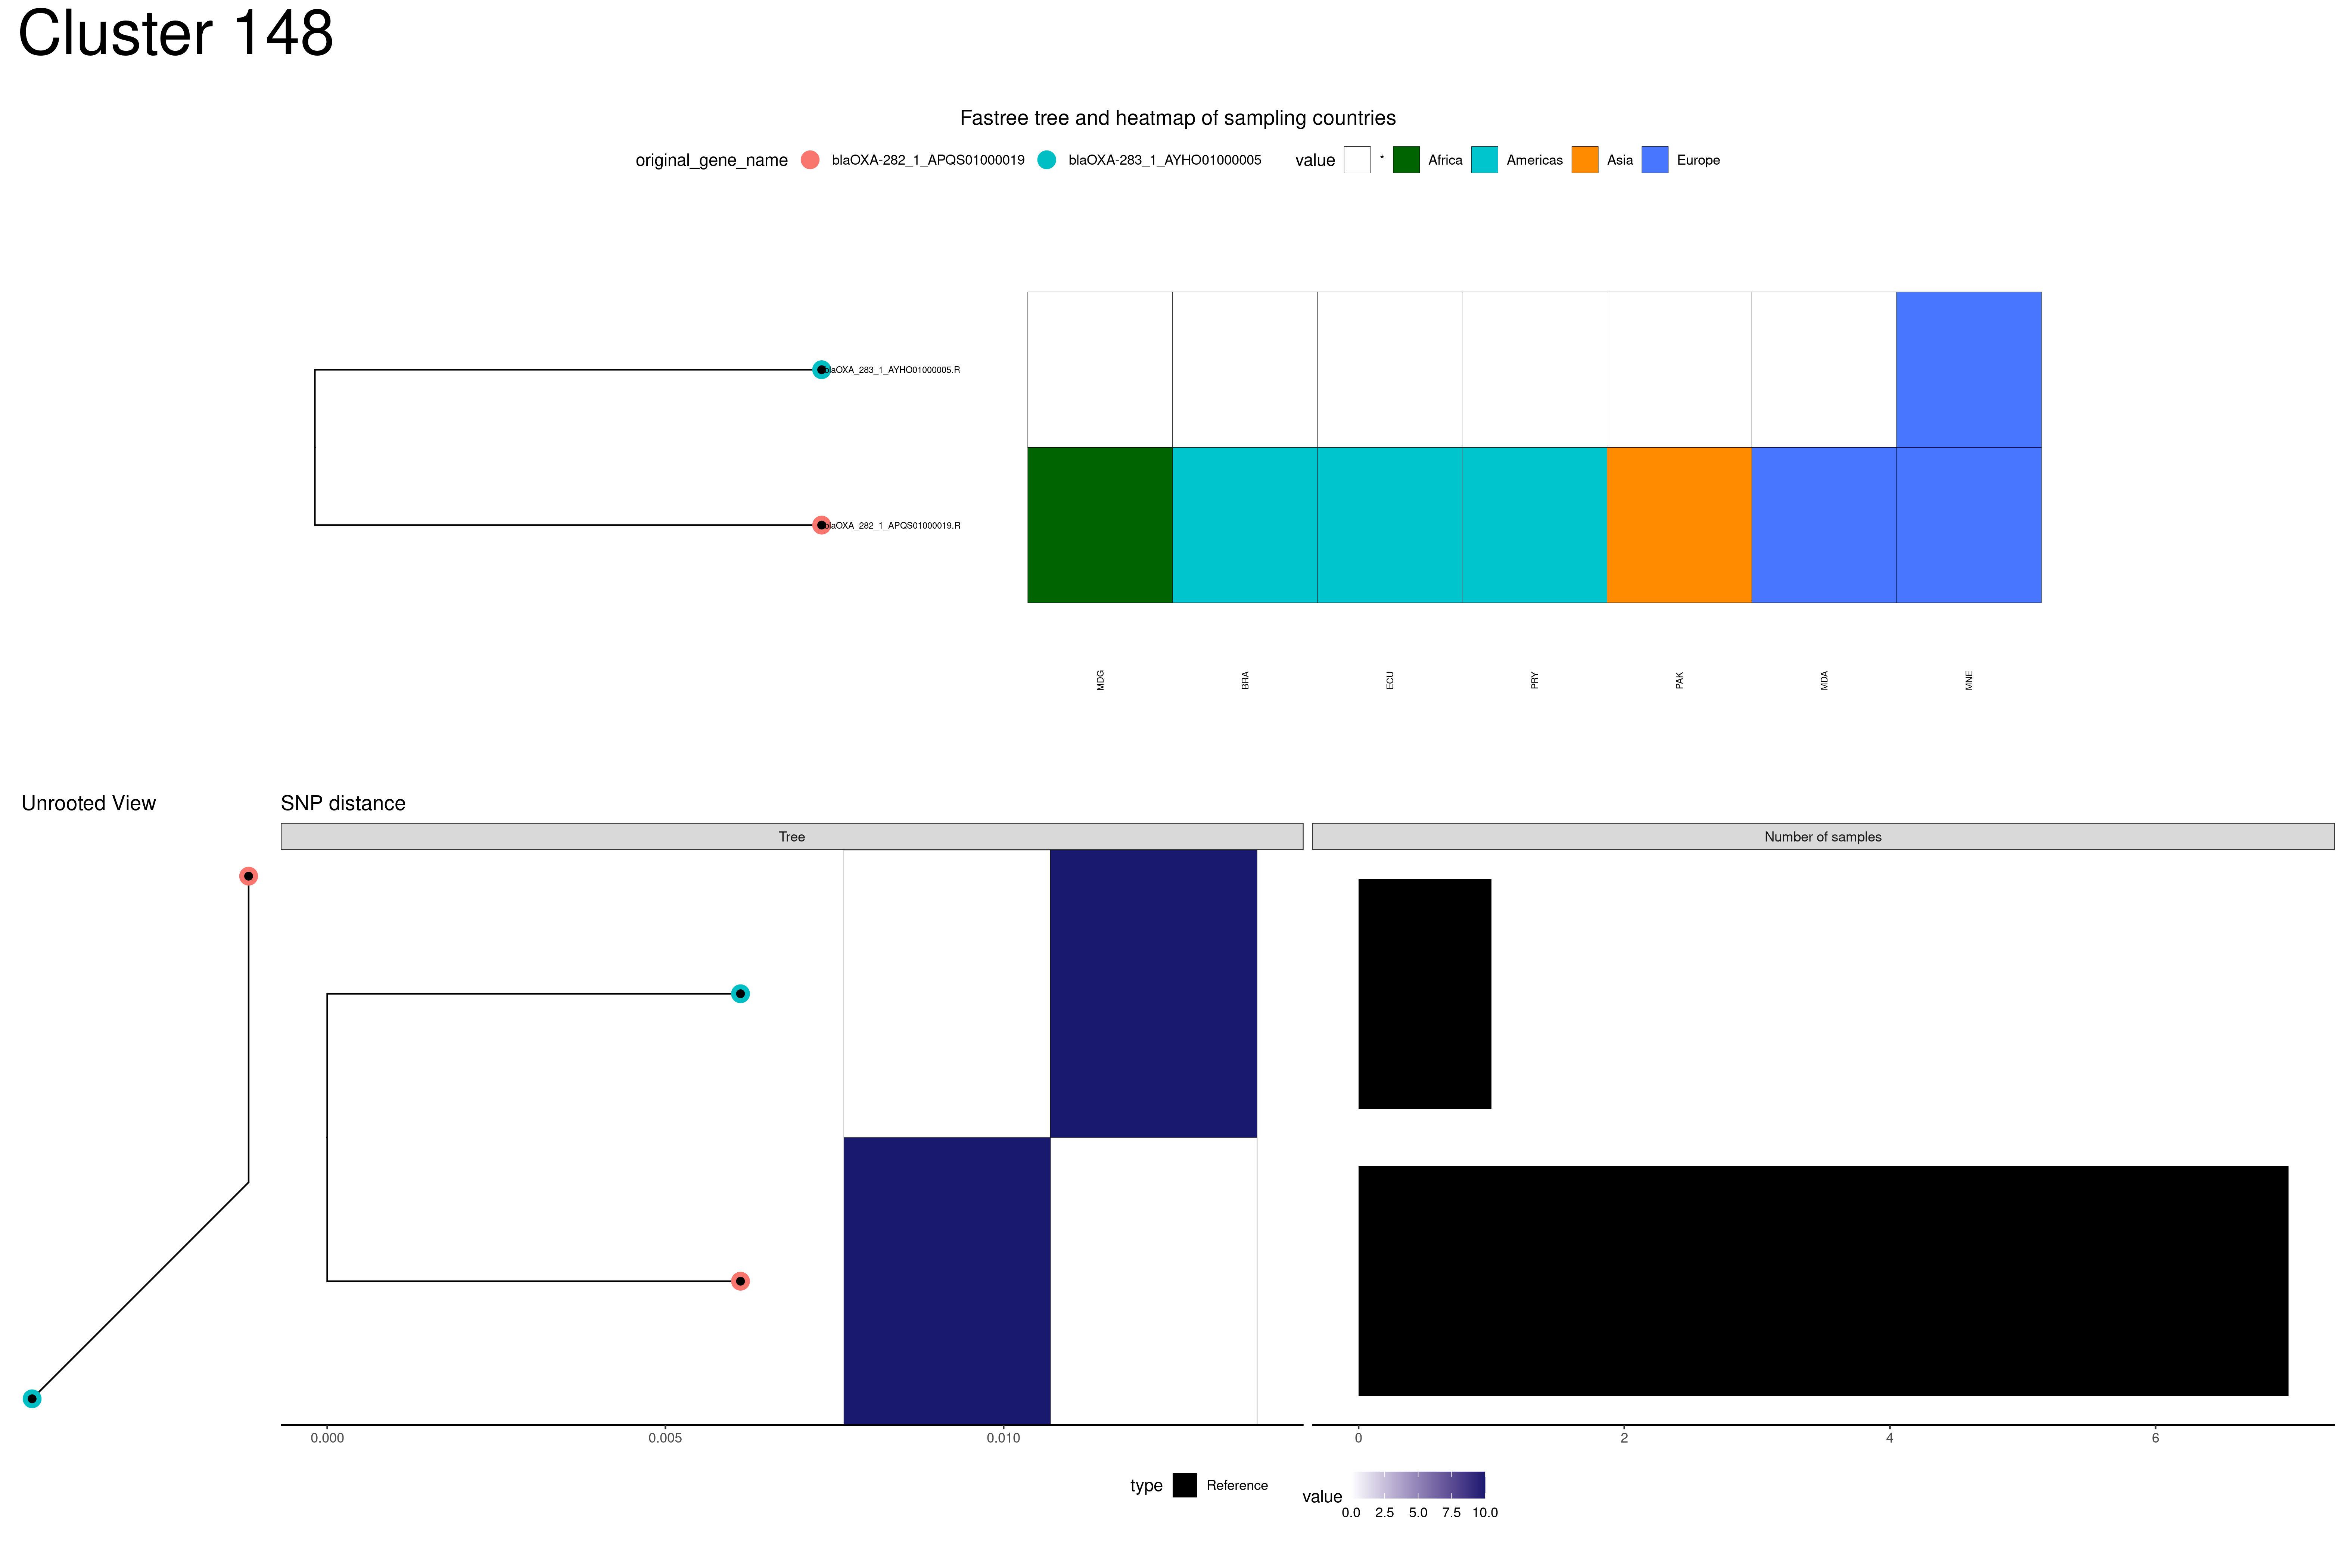 Cluster 148
Fastree tree and heatmap of sampling countries
original_gene_name blaOXA-282_1_APQS01000019 blaOXA-283_1_AYHO01000005 value * Africa Americas Asia Europe
blaOXA_283_1_AYHO01000005.R
blaOXA_282_1_APQS01000019.R
MDG BRA ECU PRY PAK MDA MNE
Unrooted View SNP distance
Tree Number of samples
0.000 0.005 0.010 0 2 4 6
type Reference value
0.0 2.5 5.0 7.5 10.0